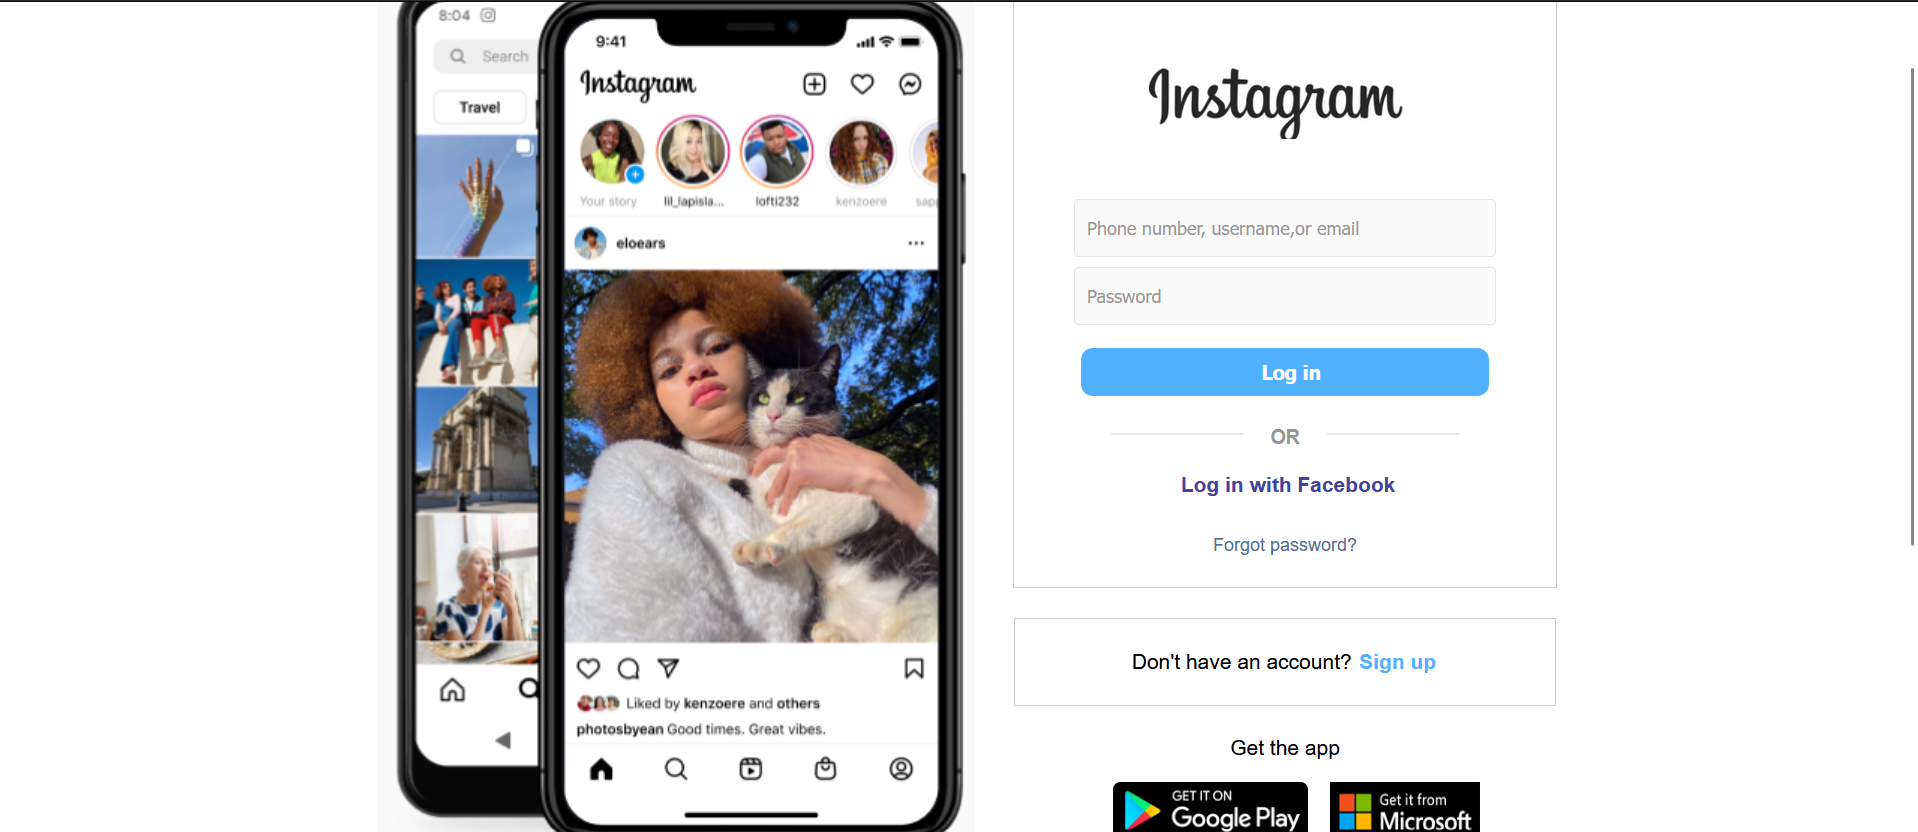 8:04
Search
Travel
9:41
Instagram
Your story
lil_lapisla...
lofti232
kenzoere
sap
eloears
Liked by kenzoere and others
photosbyean Good times. Great vibes.
Instagram
Phone number, username,or email
Password
Log in
OR
Log in with Facebook
Forgot password?
Don't have an account? Sign up
Get the app
GET IT ON
Google Play
Get it from
Microsoft